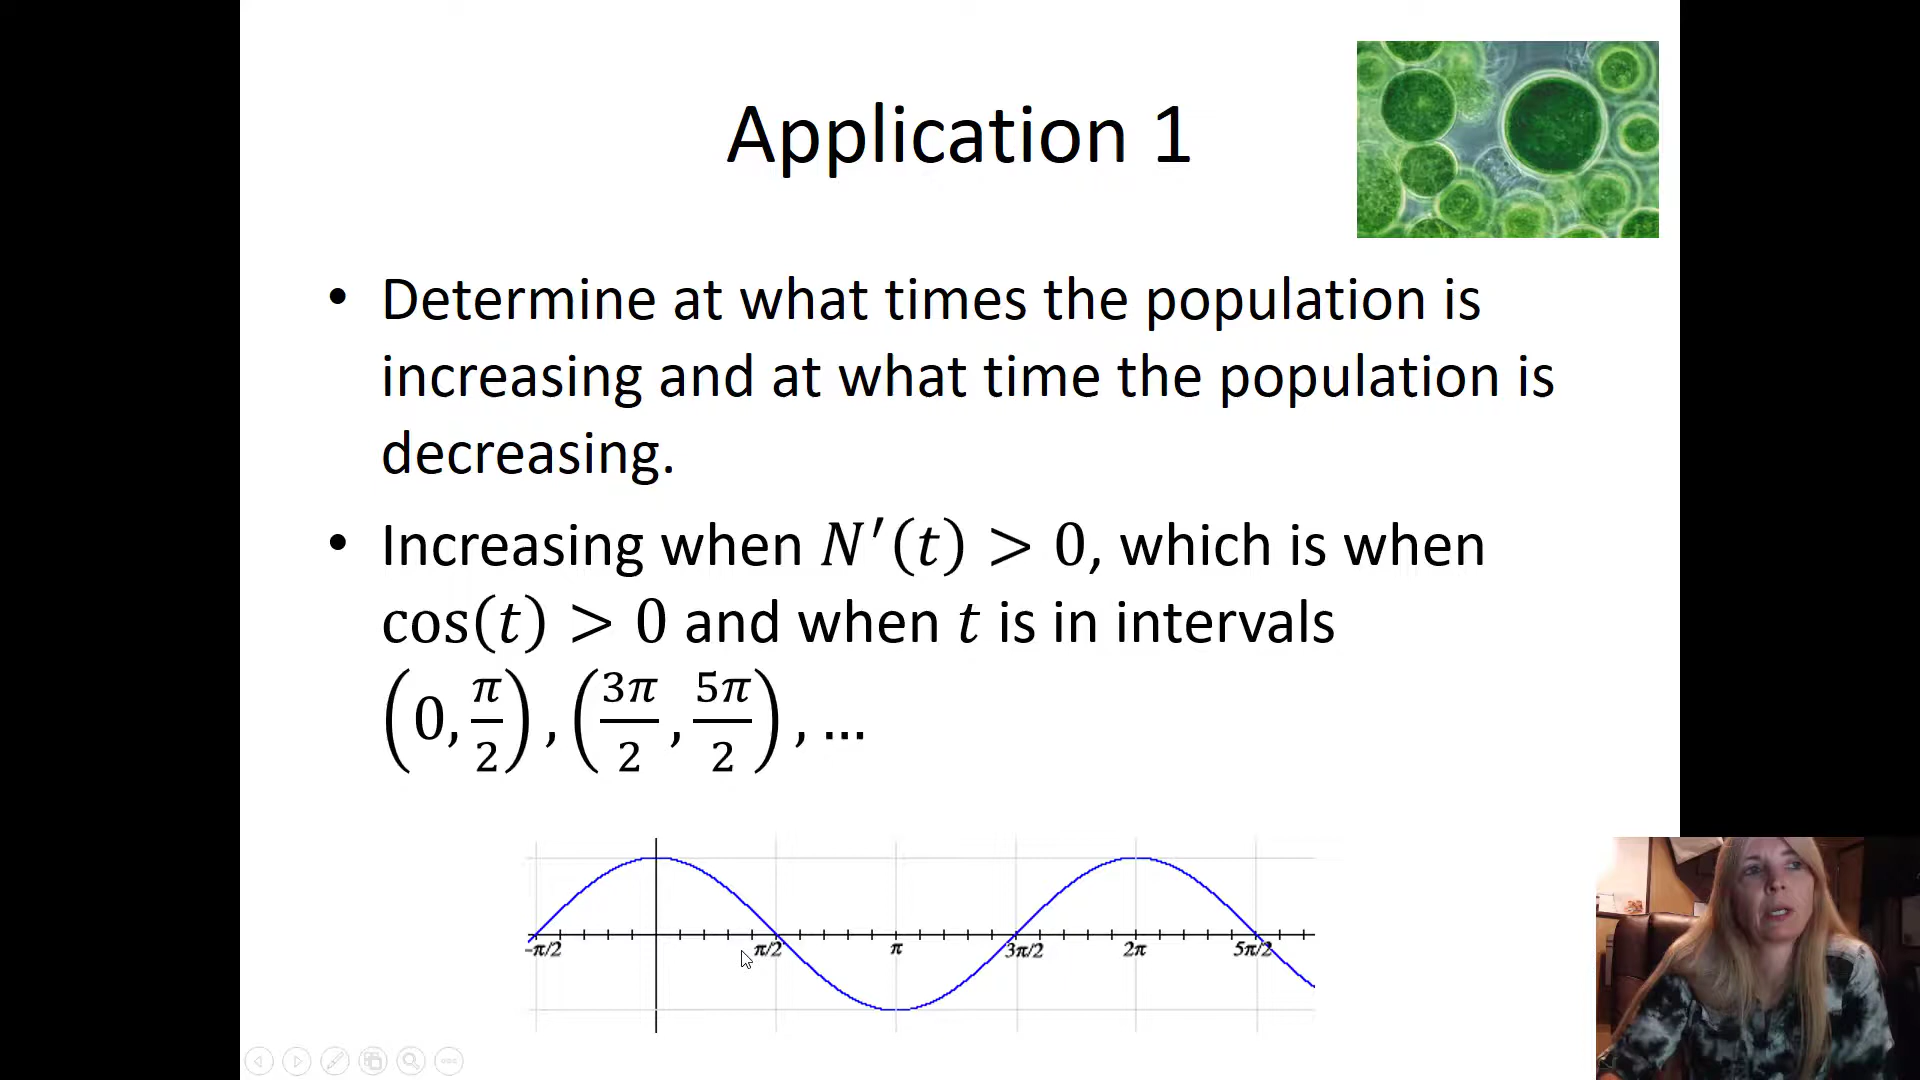 Application 1
• Determine at what times the population is
increasing and at what time the population is
decreasing.
• Increasing when N′(t) > 0, which is when
cos(t) > 0 and when t is in intervals
(0, π/2), (3π/2, 5π/2), …
-π/2 π/2 π 3π/2 2π 5π/2